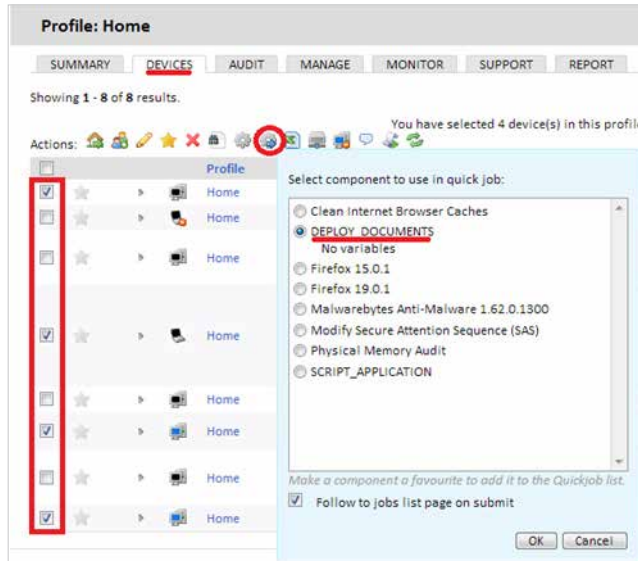 Profile: Home
SUMMARY DEVICES AUDIT MANAGE MONITOR SUPPORT REPORT
Showing 1 - 8 of 8 results.
You have selected 4 device(s) in this profile
Actions:
Profile
Home
Home
Home
Home
Home
Home
Home
Home
Select component to use in quick job:
Clean Internet Browser Caches
DEPLOY_DOCUMENTS
No variables
Firefox 15.0.1
Firefox 19.0.1
Malwarebytes Anti-Malware 1.62.0.1300
Modify Secure Attention Sequence (SAS)
Physical Memory Audit
SCRIPT_APPLICATION
Make a component a favourite to add it to the Quickjob list.
Follow to jobs list page on submit
OK Cancel